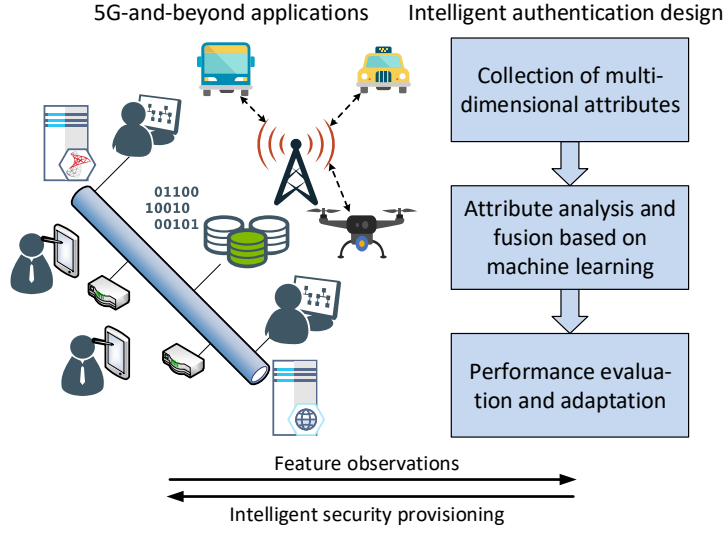 5G-and-beyond applications
Intelligent authentication design
Collection of multi-
dimensional attributes
01100
10010
00101
Attribute analysis and
fusion based on
machine learning
Performance evalua-
tion and adaptation
Feature observations
Intelligent security provisioning